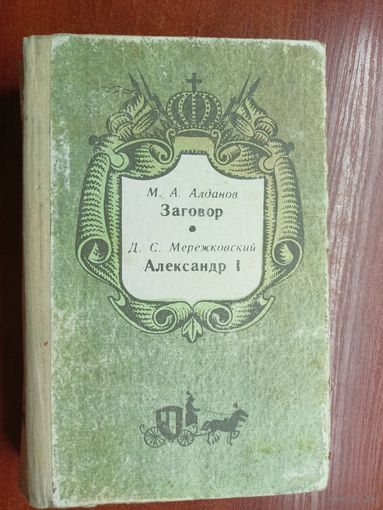 М. А. Алданов
Заговор
Д. С. Мережковский
Александр I